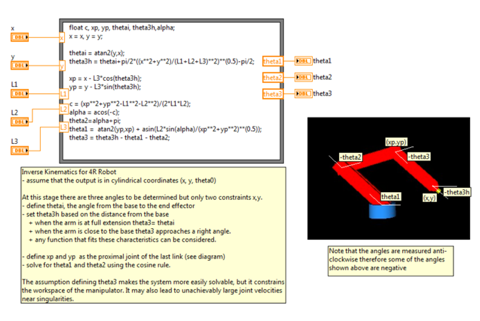 x
y
L1
L2
L3
x
y
L1
L2
L3
float c, xp, yp, thetai, theta3h,alpha;
x = x, y = y;
thetai = atan2(y,x);
theta3h = thetai+pi/2*((x**2+y**2)/(L1+L2+L3)**2)**(0.5)-pi/2;
xp = x - L3*cos(theta3h);
yp = y - L3*sin(theta3h);
c = (xp**2+yp**2-L1**2-L2**2)/(2*L1*L2);
alpha = acos(-c);
theta2=alpha+pi;
theta1 = atan2(yp,xp) + asin(L2*sin(alpha)/(xp**2+yp**2)**(0.5));
theta3 = theta3h - theta1 - theta2;
theta1
theta2
theta3
DBL
DBL
DBL
theta1
theta2
theta3
Inverse Kinematics for 4R Robot
- assume that the output is in cylindrical coordinates (x, y, theta0)
At this stage there are three angles to be determined but only two constraints x,y.
- define thetai, the angle from the base to the end effector
- set theta3h based on the distance from the base
+ when the arm is at full extension theta3= thetai
+ when the arm is close to the base theta3 approaches a right angle.
+ any function that fits these characteristics can be considered.
- define xp and yp as the proximal joint of the last link (see diagram)
- solve for theta1 and theta2 using the cosine rule.
The assumption defining theta3 makes the system more easily solvable, but it constrains
the workspace of the manipulator. It may also lead to unachievably large joint velocities
near singularities.
(xp,yp)
-theta2
-theta3
theta1
(x,y)
-theta3h
Note that the angles are measured anti-
clockwise therefore some of the angles
shown above are negative